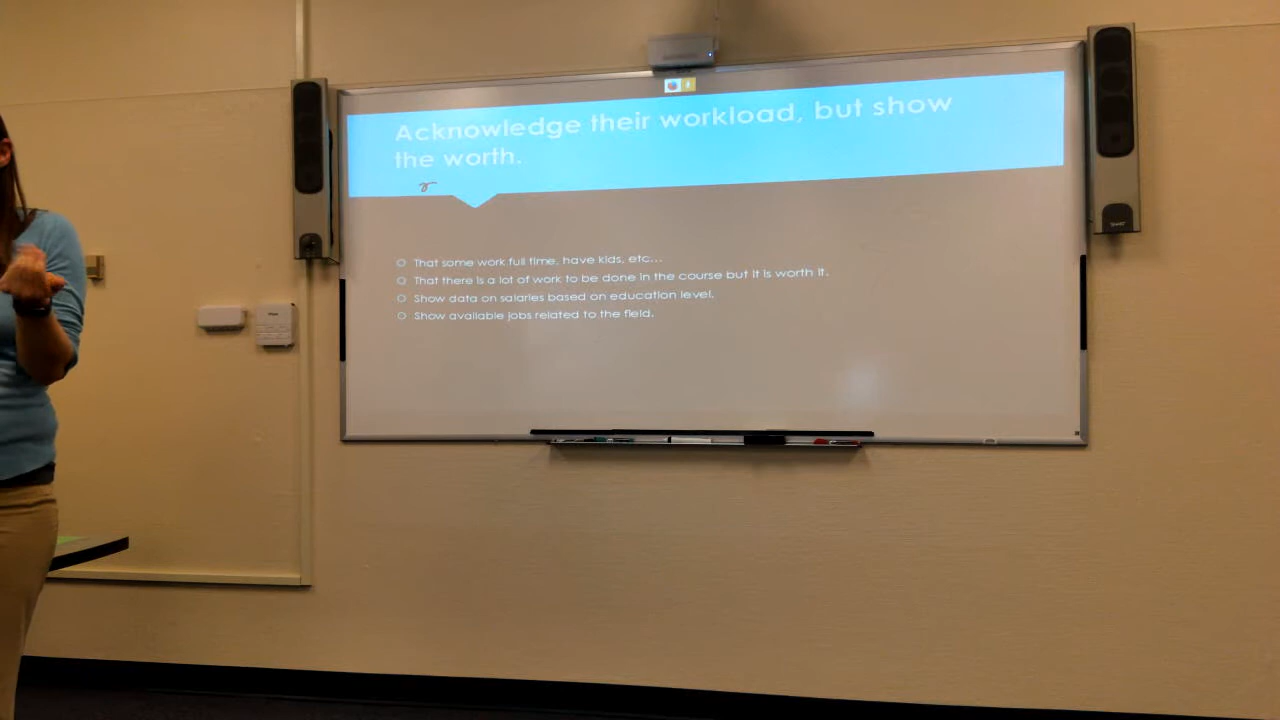 Acknowledge their workload, but show
the worth.
That some work full time, have kids, etc...
That there is a lot of work to be done in the course but it is worth it.
Show data on salaries based on education level.
Show available jobs related to the field.